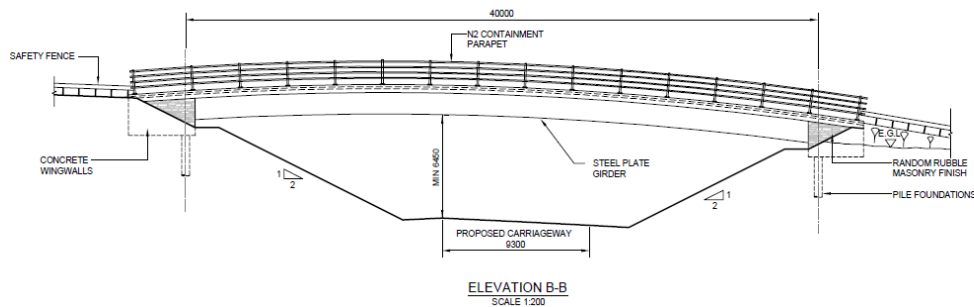 40000
N2 CONTAINMENT
PARAPET
SAFETY FENCE
E.G.L
CONCRETE
WINGWALLS
MIN 6450
STEEL PLATE
GIRDER
RANDOM RUBBLE
MASONRY FINISH
1
2
1
2
PILE FOUNDATIONS
PROPOSED CARRIAGEWAY
9300
ELEVATION B-B
SCALE 1:200